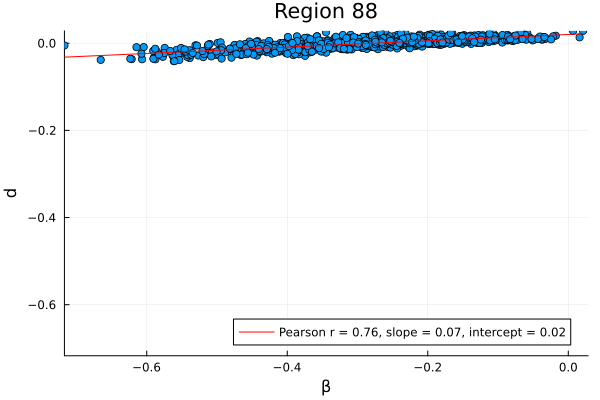 Region 88
0.0
−0.2
−0.4
−0.6
d
Pearson r = 0.76, slope = 0.07, intercept = 0.02
−0.6 −0.4 −0.2 0.0
β